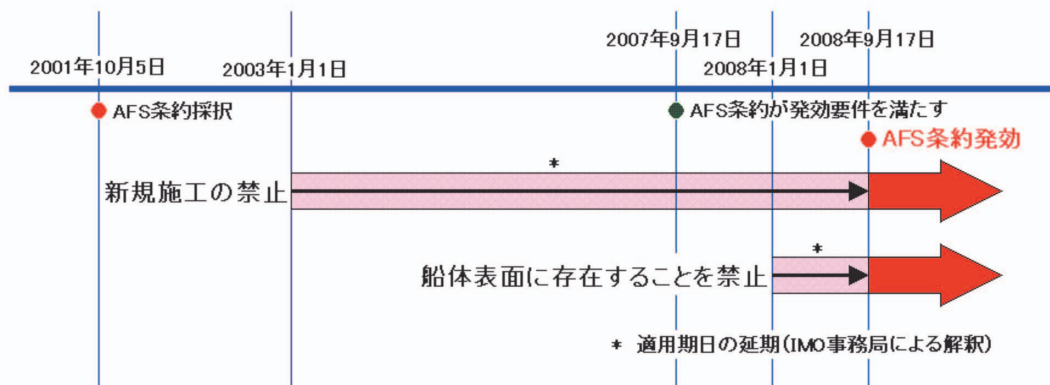 2007年9月17日
2008年9月17日
2001年10月5日
2003年1月1日
2008年1月1日
AFS条約採択
AFS条約が発効要件を満たす
AFS条約発効
*
新規施工の禁止
*
船体表面に存在することを禁止
* 適用期日の延期(IMO事務局による解釈)